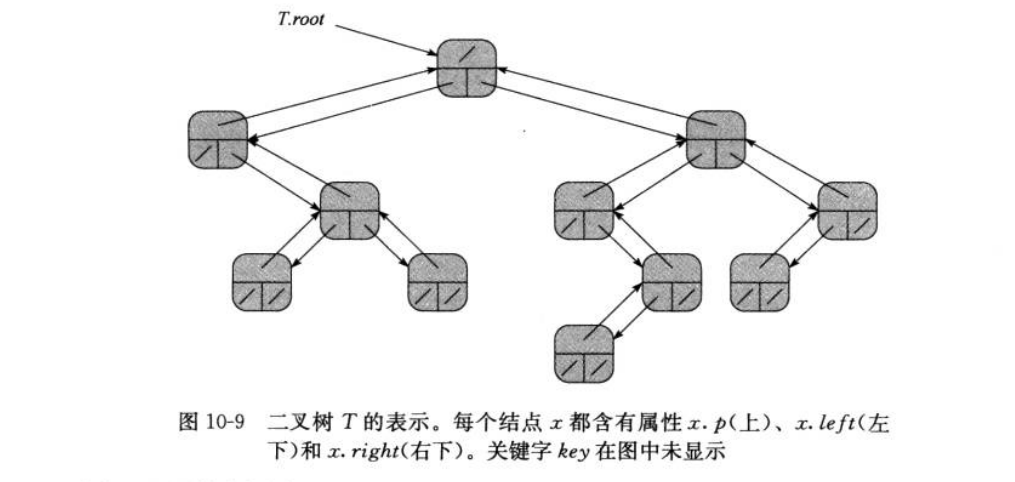 T.root
图 10-9 二叉树 T 的表示。每个结点 x 都含有属性 x.p(上)、x.left(左
下)和 x.right(右下)。关键字 key 在图中未显示